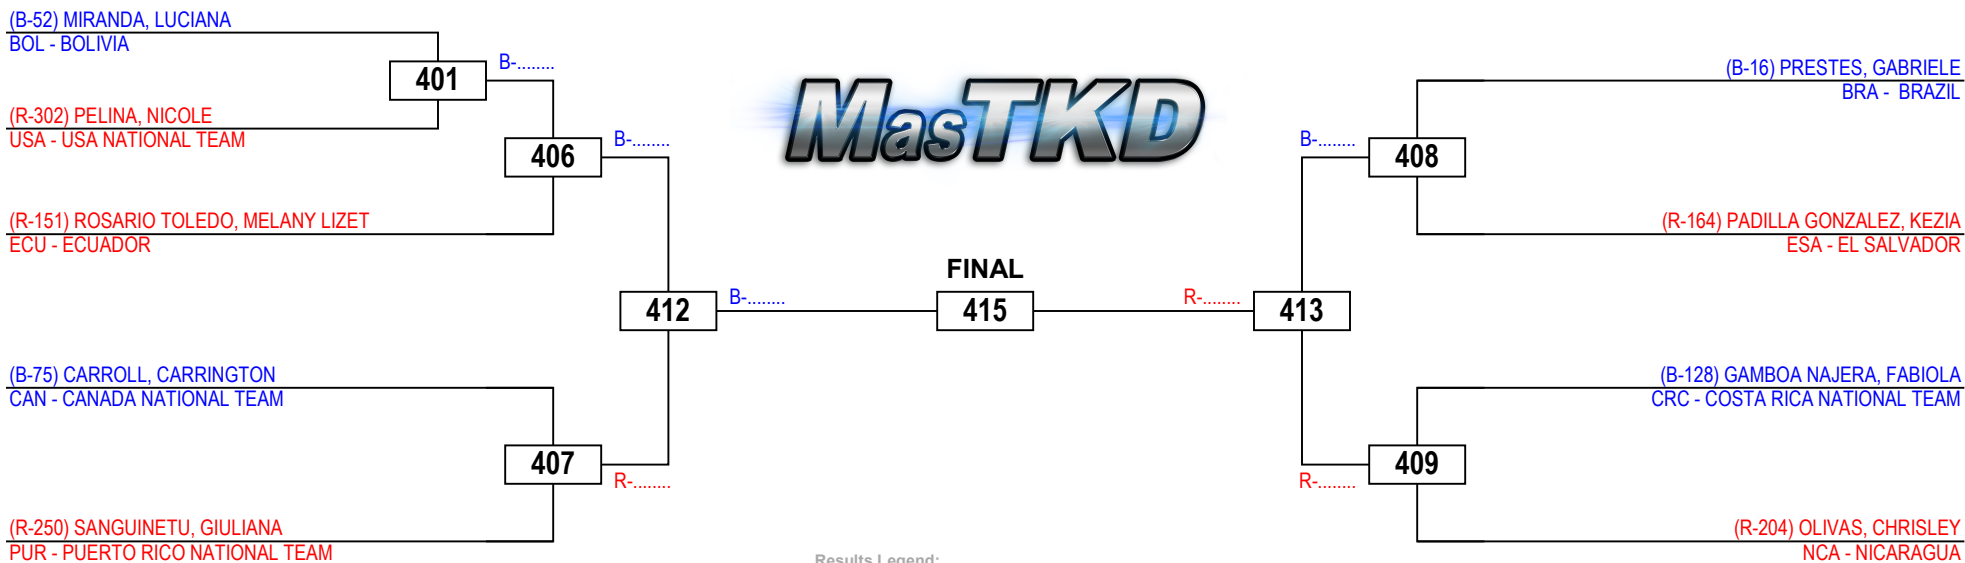 (B-52) MIRANDA, LUCIANA
BOL - BOLIVIA
401
B-........
(R-302) PELINA, NICOLE
USA - USA NATIONAL TEAM
406
B-........
(R-151) ROSARIO TOLEDO, MELANY LIZET
ECU - ECUADOR
412
B-........
(B-75) CARROLL, CARRINGTON
CAN - CANADA NATIONAL TEAM
407
R-........
(R-250) SANGUINETU, GIULIANA
PUR - PUERTO RICO NATIONAL TEAM
MasTKD
FINAL
415
Results Legend:
(B-16) PRESTES, GABRIELE
BRA -  BRAZIL
B-........
408
(R-164) PADILLA GONZALEZ, KEZIA
ESA - EL SALVADOR
R-........
413
(B-128) GAMBOA NAJERA, FABIOLA
CRC - COSTA RICA NATIONAL TEAM
R-........
409
(R-204) OLIVAS, CHRISLEY
NCA - NICARAGUA